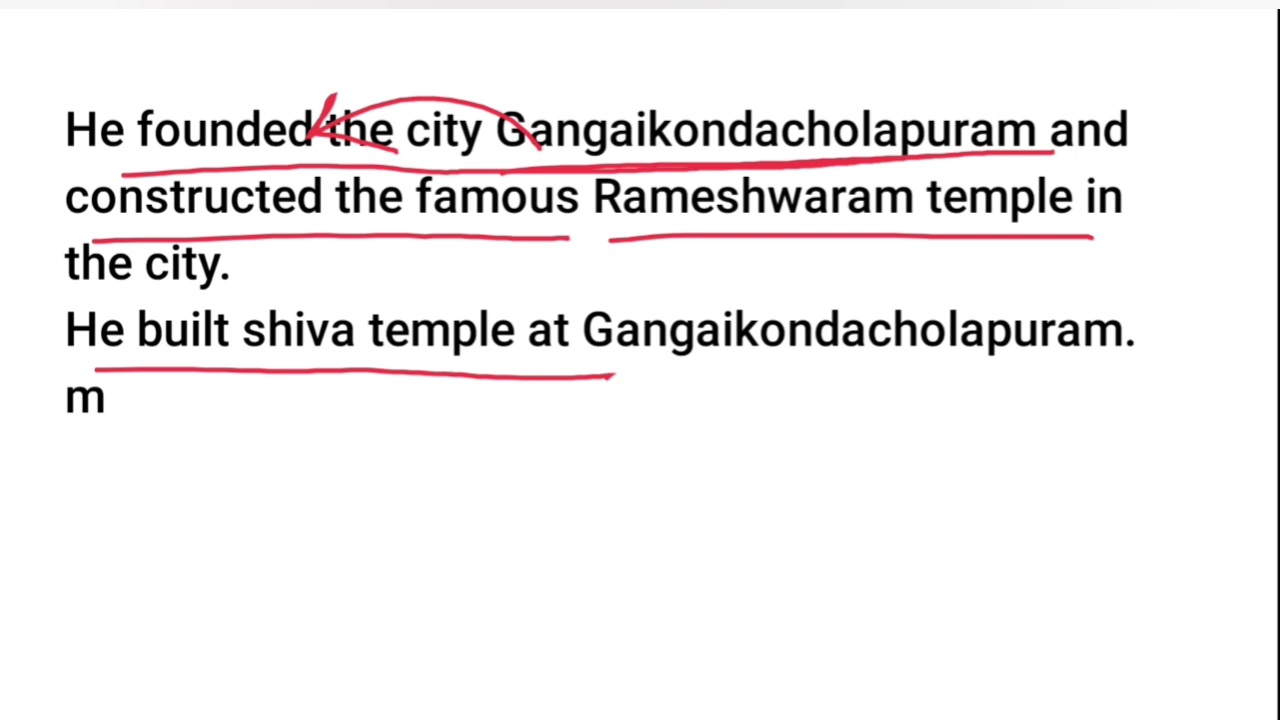 He founded the city Gangaikondacholapuram and
constructed the famous Rameshwaram temple in
the city.
He built shiva temple at Gangaikondacholapuram.
m